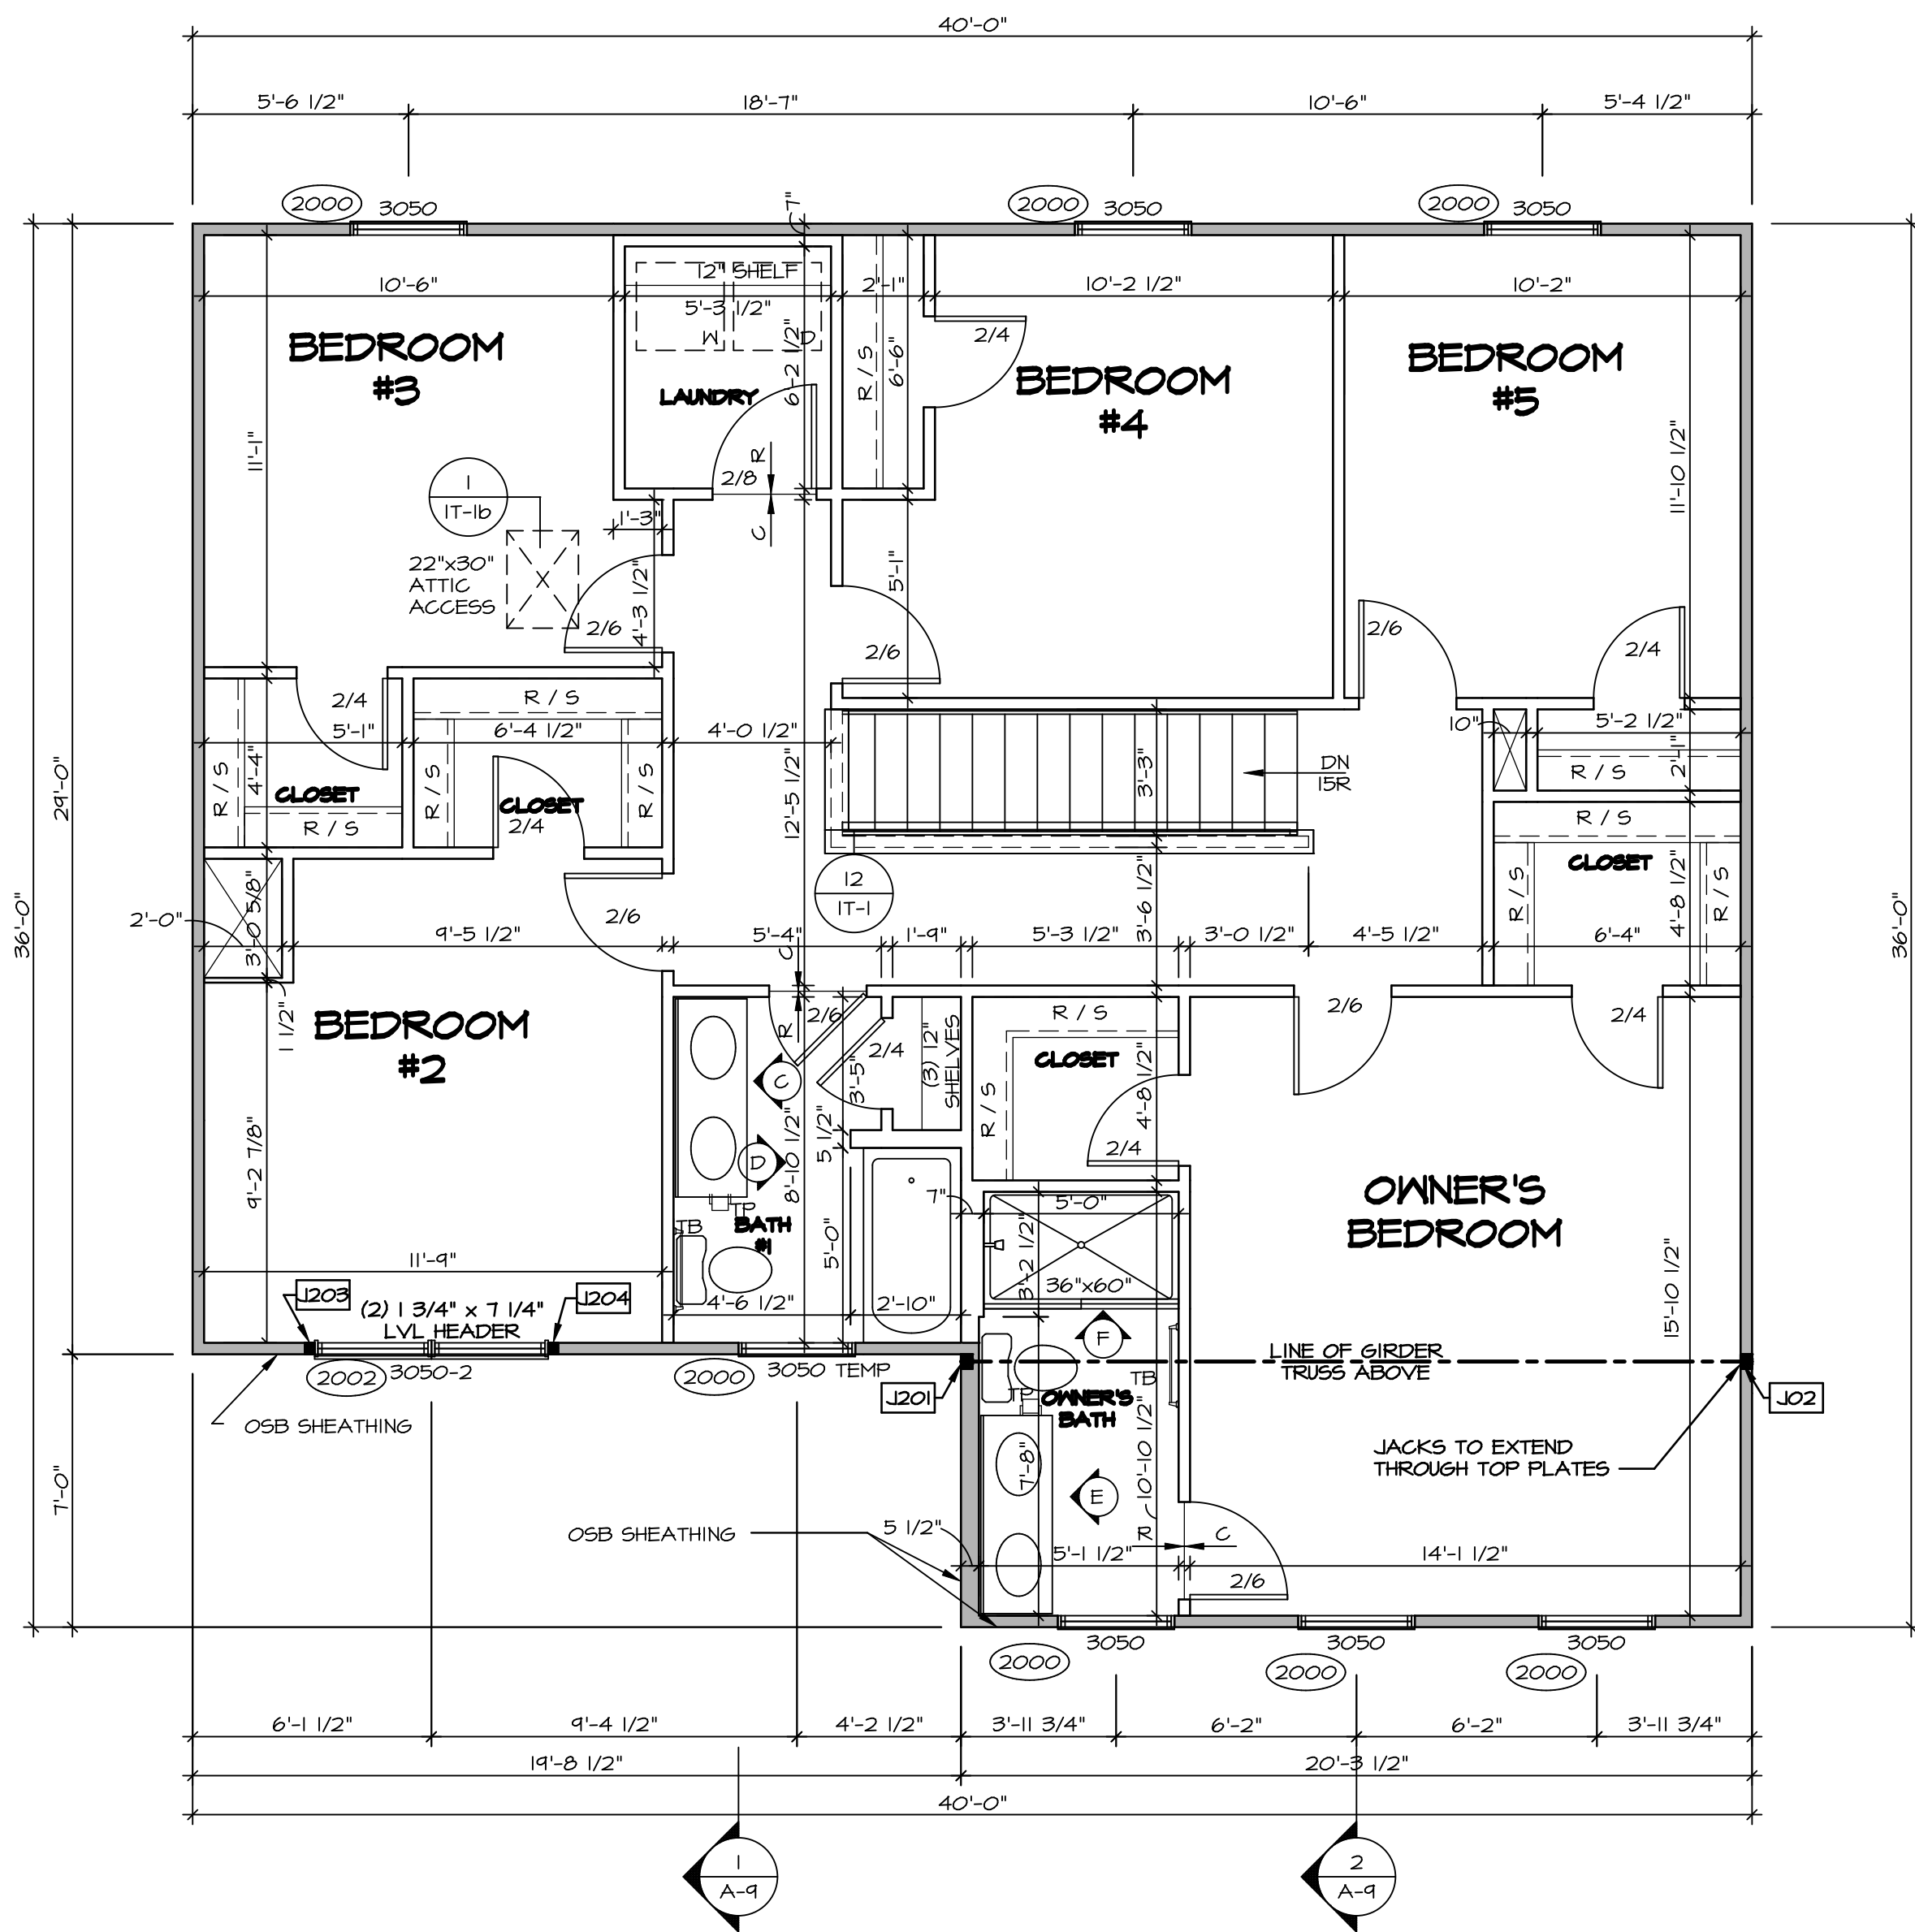 40'-0"
5'-6 1/2"
18'-7"
10'-6"
5'-4 1/2"
2000
3050
7"
2000
3050
2000
3050
12" SHELF
10'-6"
5'-3 1/2"
2'-1"
10'-2 1/2"
10'-2"
W
D
2/4
BEDROOM
#3
6'-2 1/2"
R / S
6'-6"
BEDROOM
#4
BEDROOM
#5
LAUNDRY
11'-1"
11'-10 1/2"
2/8
R
C
1
1T-1b
1'-3"
22"x30"
ATTIC
ACCESS
4'-3 1/2"
5'-1"
2/6
2/6
2/6
2/4
2/4
R / S
5'-1"
6'-4 1/2"
4'-0 1/2"
10"
5'-2 1/2"
R / S
4'-4"
R / S
R / S
12'-5 1/2"
3'-3"
DN
15R
2'-1"
R / S
CLOSET
CLOSET
R / S
2/4
R / S
29'-0"
36'-0"
36'-0"
12
1T-1
CLOSET
R / S
4'-8 1/2"
R / S
2'-0"
3'-0 5/8"
2/6
3'-6 1/2"
9'-5 1/2"
5'-4"
1'-9"
5'-3 1/2"
3'-0 1/2"
4'-5 1/2"
6'-4"
C
R
1 1/2"
BEDROOM
#2
2/6
2/4
(3) 12"
SHELVES
R / S
CLOSET
R / S
4'-8 1/2"
2/6
2/4
C
3'-5"
5 1/2"
D
8'-10 1/2"
9'-2 7/8"
2/4
7"
5'-0"
OWNER'S
BEDROOM
TP
TB
BATH
#1
5'-0"
3'-2 1/2"
36"x60"
15'-10 1/2"
11'-9"
J203
(2) 1 3/4" x 7 1/4"
LVL HEADER
J204
4'-6 1/2"
2'-10"
F
LINE OF GIRDER
TRUSS ABOVE
2002
3050-2
2000
3050 TEMP
J201
TP
TB
OWNER'S
BATH
J02
OSB SHEATHING
JACKS TO EXTEND
THROUGH TOP PLATES
7'-8"
10'-10 1/2"
E
7'-0"
OSB SHEATHING
5 1/2"
R
C
5'-1 1/2"
14'-1 1/2"
2/6
3050
3050
3050
2000
2000
2000
6'-1 1/2"
9'-4 1/2"
4'-2 1/2"
3'-11 3/4"
6'-2"
6'-2"
3'-11 3/4"
19'-8 1/2"
20'-3 1/2"
40'-0"
1
A-9
2
A-9